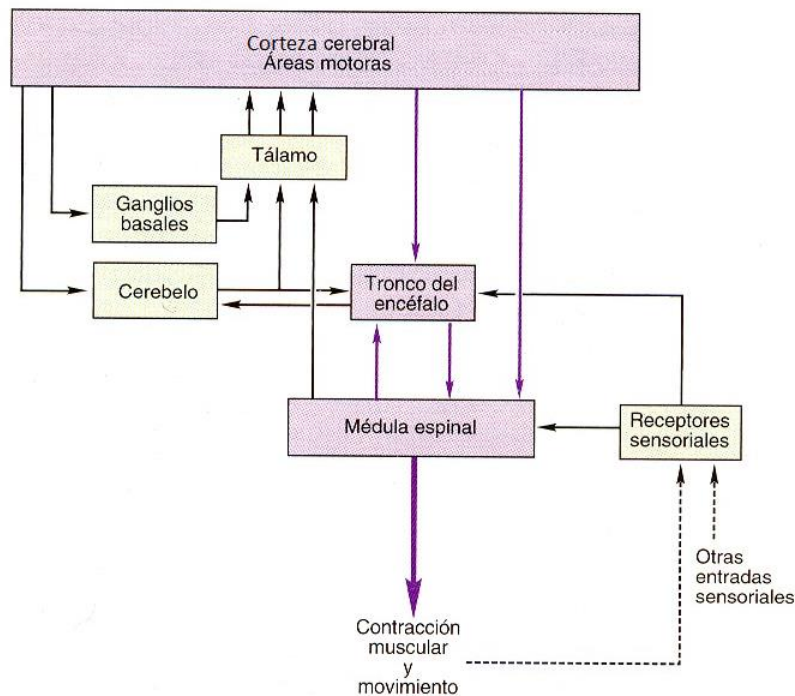 Corteza cerebral
Áreas motoras
Tálamo
Ganglios
basales
Cerebelo
Tronco del
encéfalo
Médula espinal
Receptores
sensoriales
Otras
entradas
sensoriales
Contracción
muscular
y
movimiento